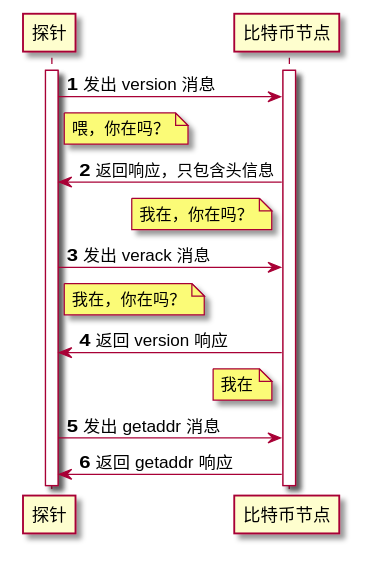 探针 比特币节点
1 发出 version 消息
喂，你在吗？
2 返回响应，只包含头信息
我在，你在吗？
3 发出 verack 消息
我在，你在吗？
4 返回 version 响应
我在
5 发出 getaddr 消息
6 返回 getaddr 响应
探针 比特币节点